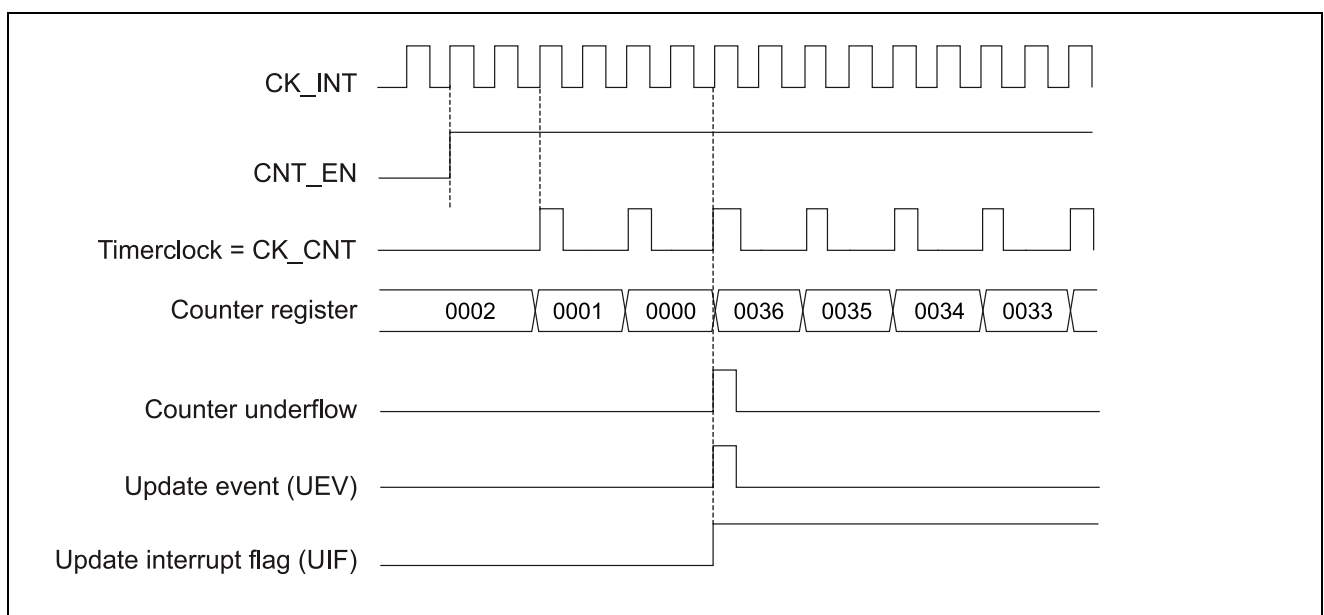 CK_INT
CNT_EN
Timerclock = CK_CNT
Counter register 0002 0001 0000 0036 0035 0034 0033
Counter underflow
Update event (UEV)
Update interrupt flag (UIF)